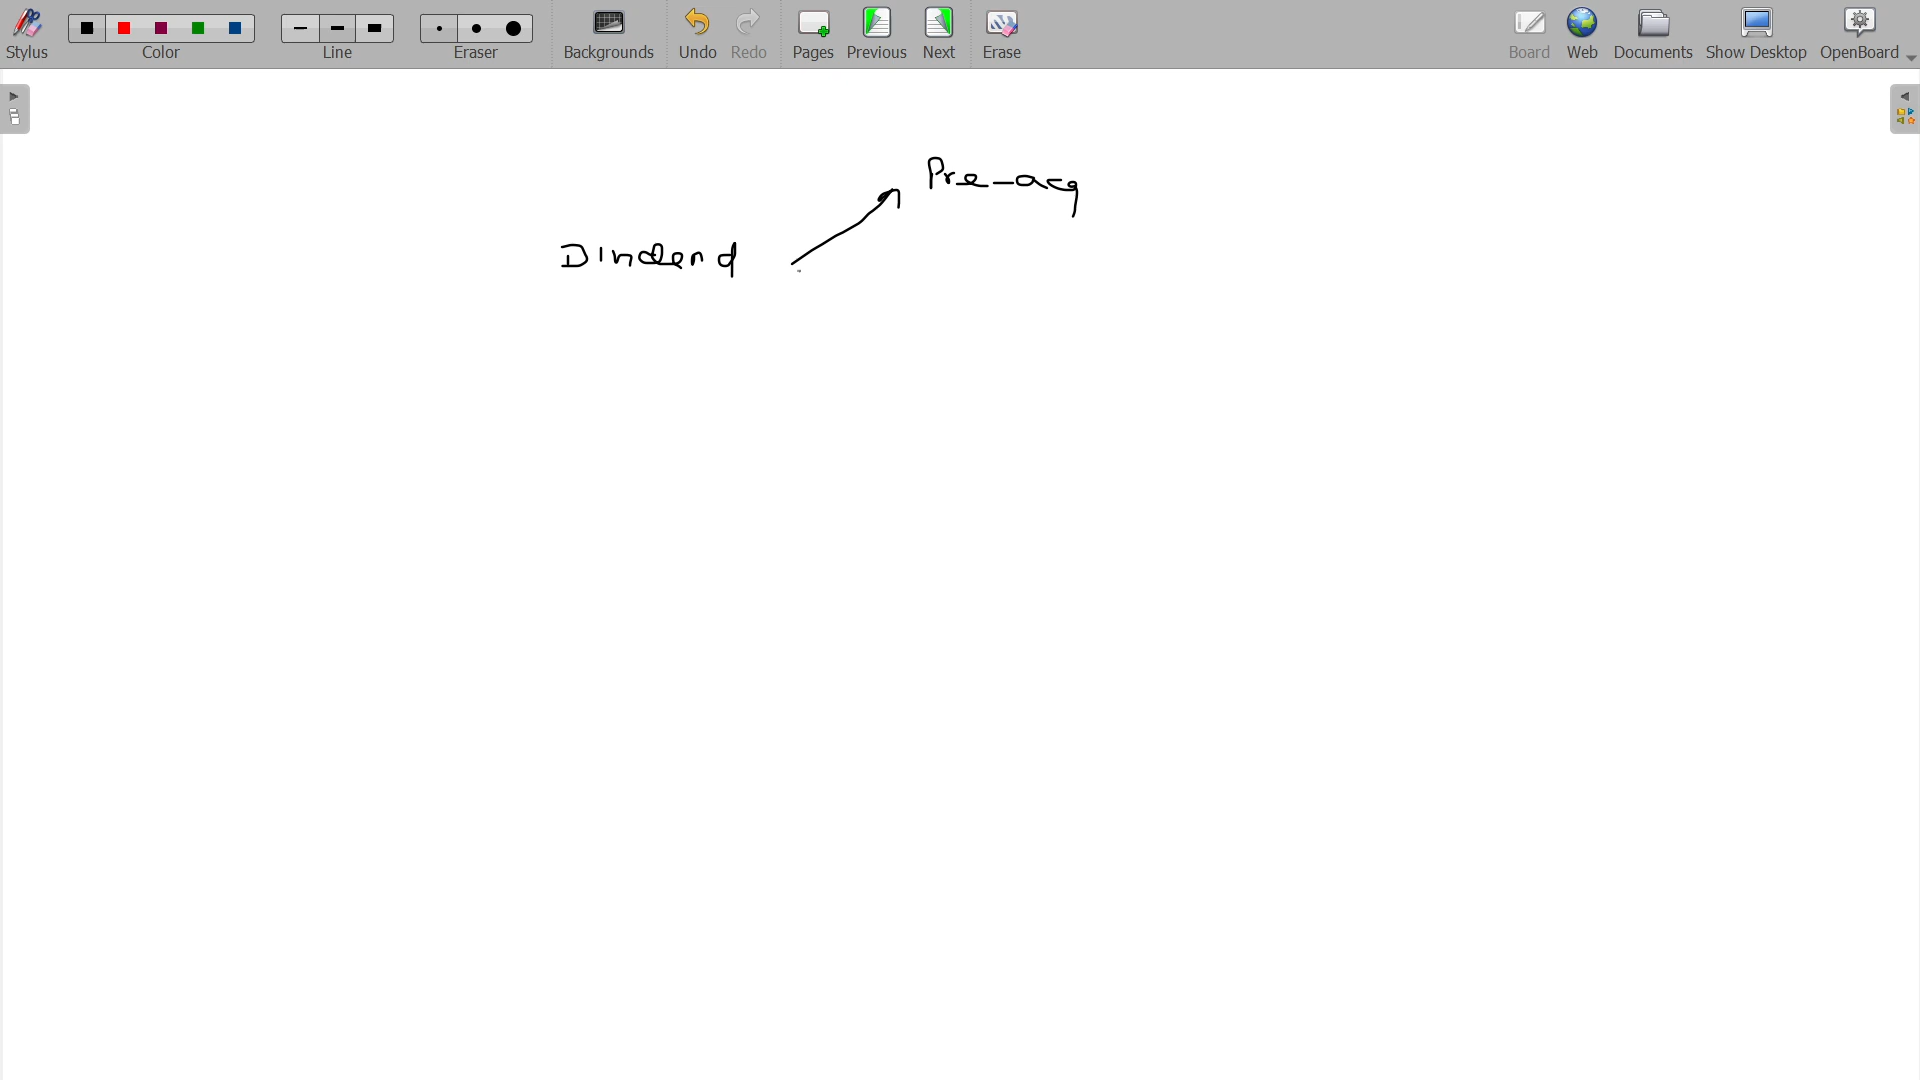 Stylus Color Line Eraser Backgrounds Undo Redo Pages Previous Next Erase Board Web Documents Show Desktop OpenBoard
Pre-acq
Dividend